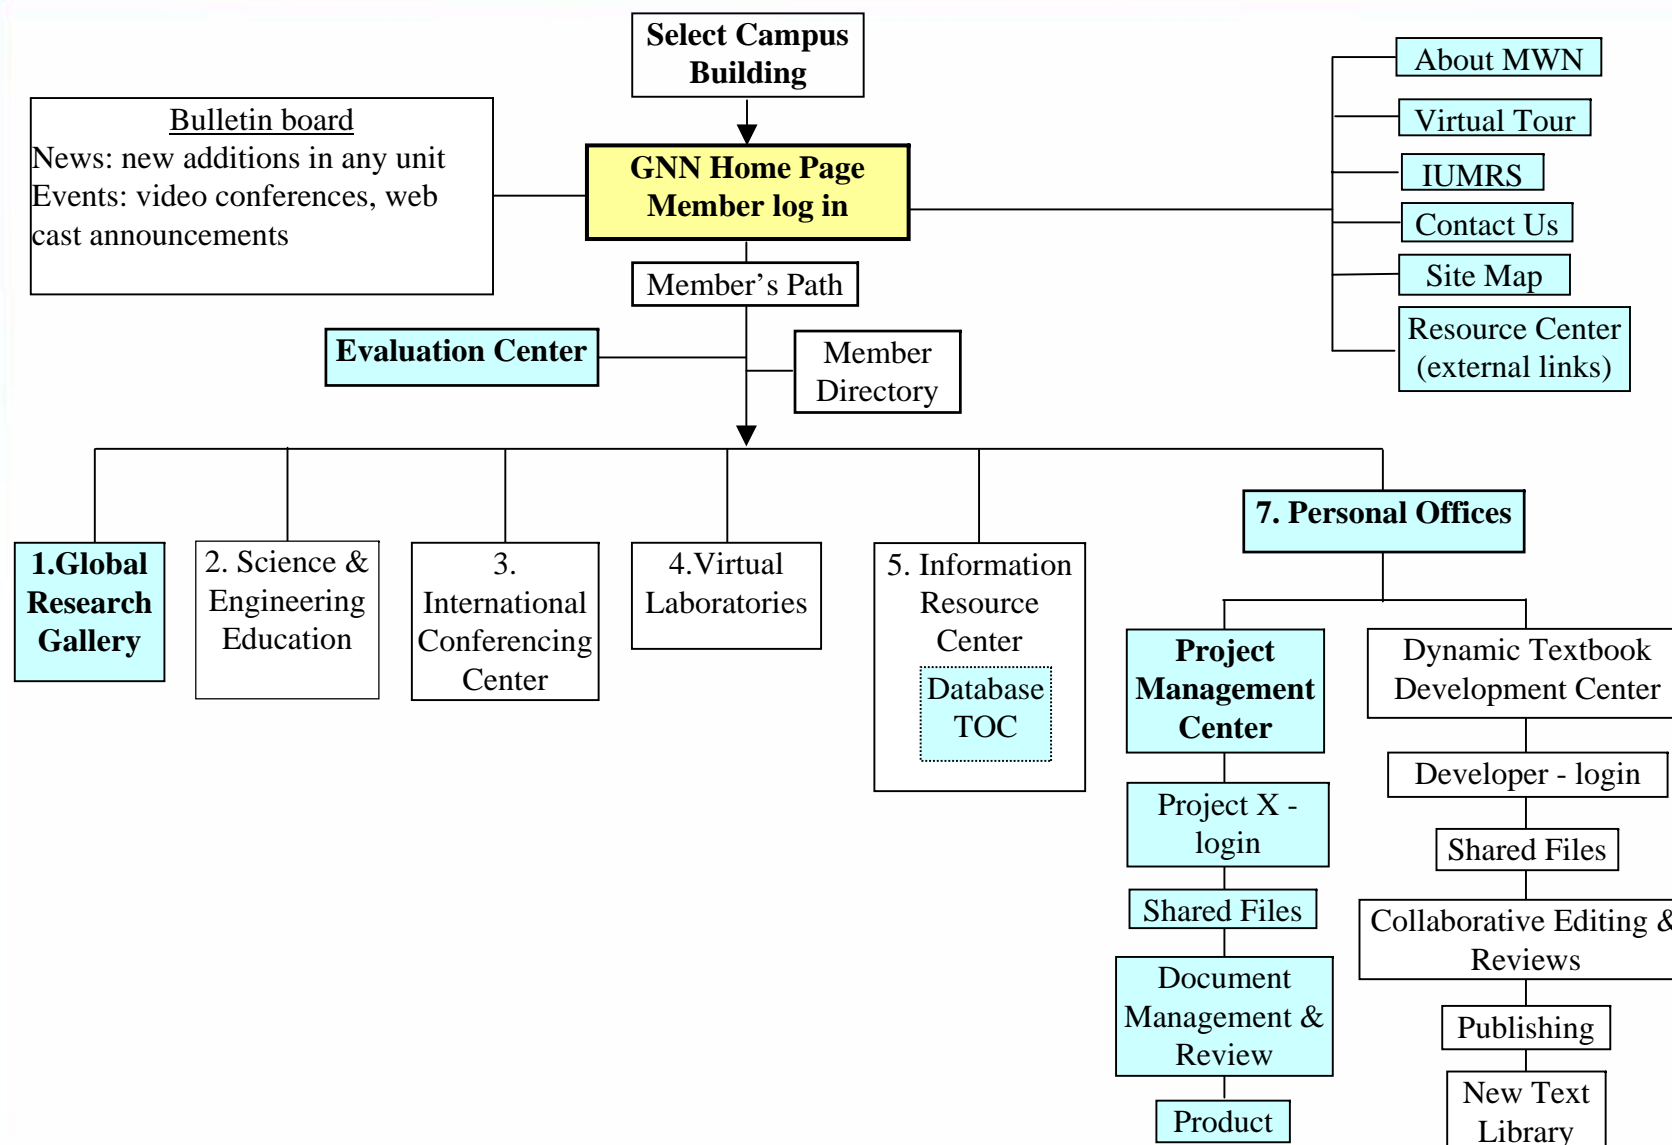 Select Campus
Building
Bulletin board
News: new additions in any unit
Events: video conferences, web
cast announcements
GNN Home Page
Member log in
About MWN
Virtual Tour
IUMRS
Contact Us
Site Map
Resource Center
(external links)
Member’s Path
Evaluation Center
Member
Directory
1.Global
Research
Gallery
2. Science &
Engineering
Education
3.
International
Conferencing
Center
4.Virtual
Laboratories
5. Information
Resource
Center
Database
TOC
7. Personal Offices
Project
Management
Center
Project X -
login
Shared Files
Document
Management &
Review
Product
Dynamic Textbook
Development Center
Developer - login
Shared Files
Collaborative Editing &
Reviews
Publishing
New Text
Library